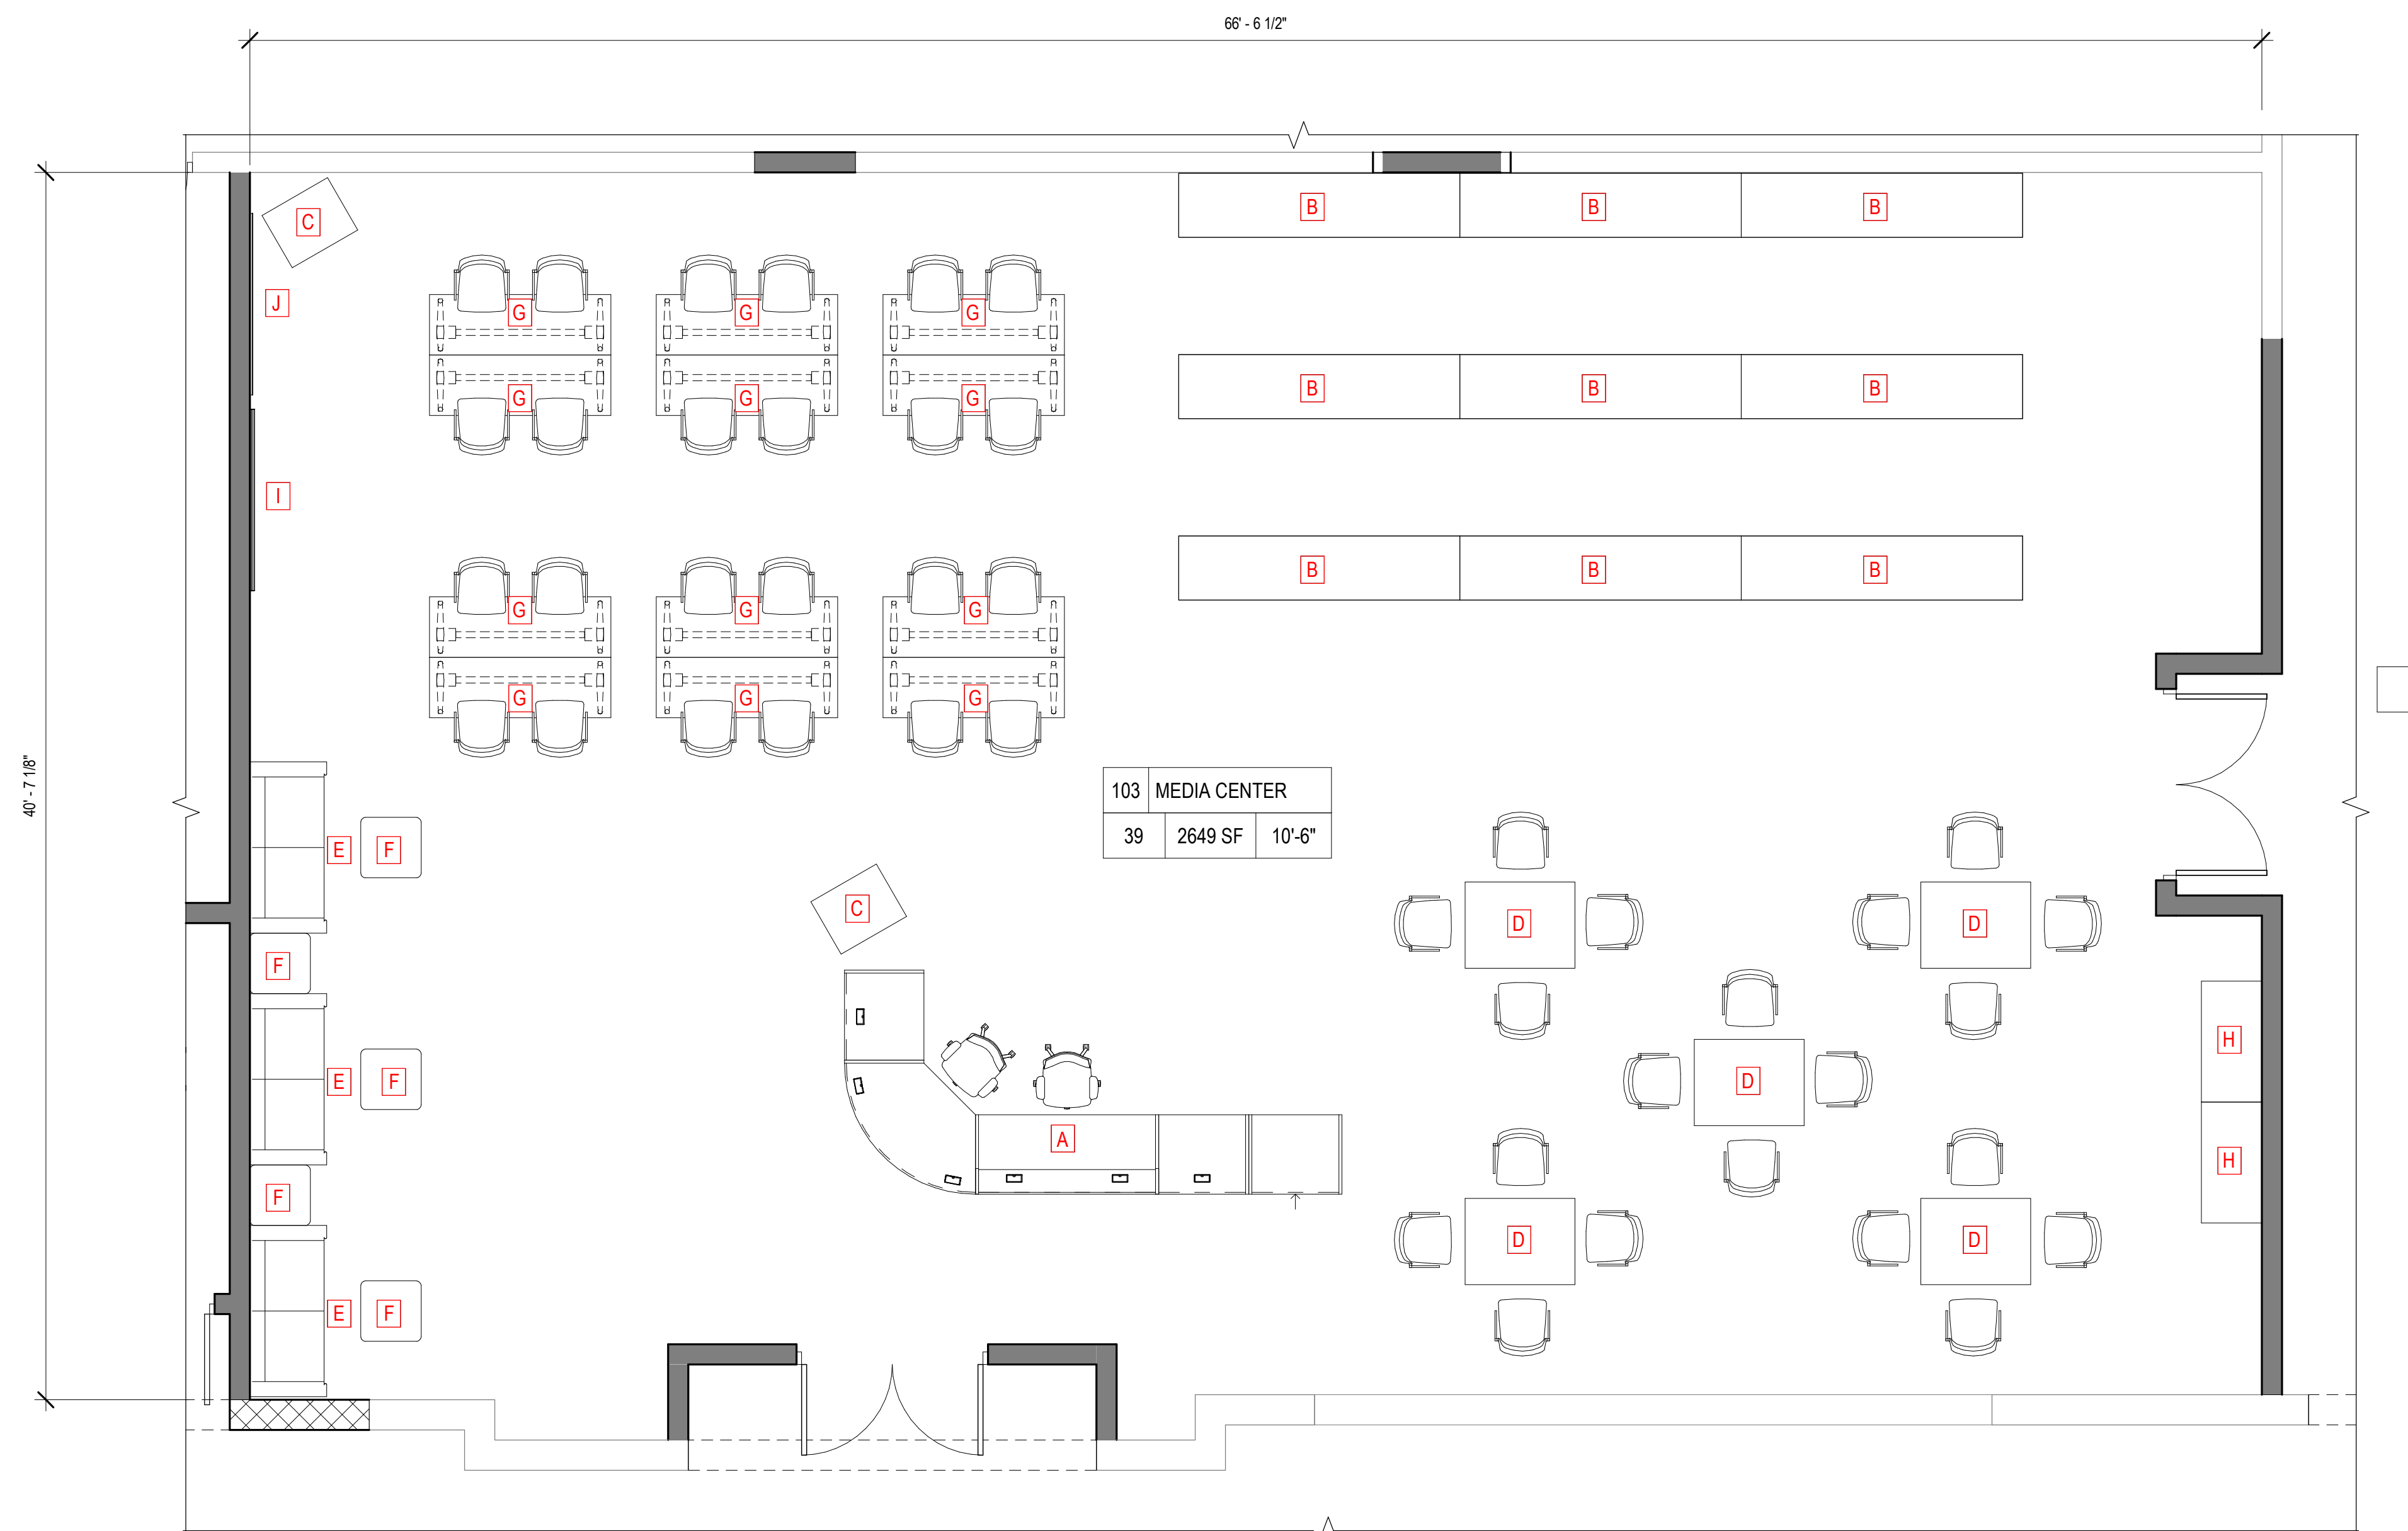 66' - 6 1/2"
B B B
C
J
G G G
B B B
G G G
I
B B B
G G G
G G G
40' - 7 1/8"
103 MEDIA CENTER
39 2649 SF 10'-6"
E F
C
D D
F
H
E F
D
A
H
F
D D
E F